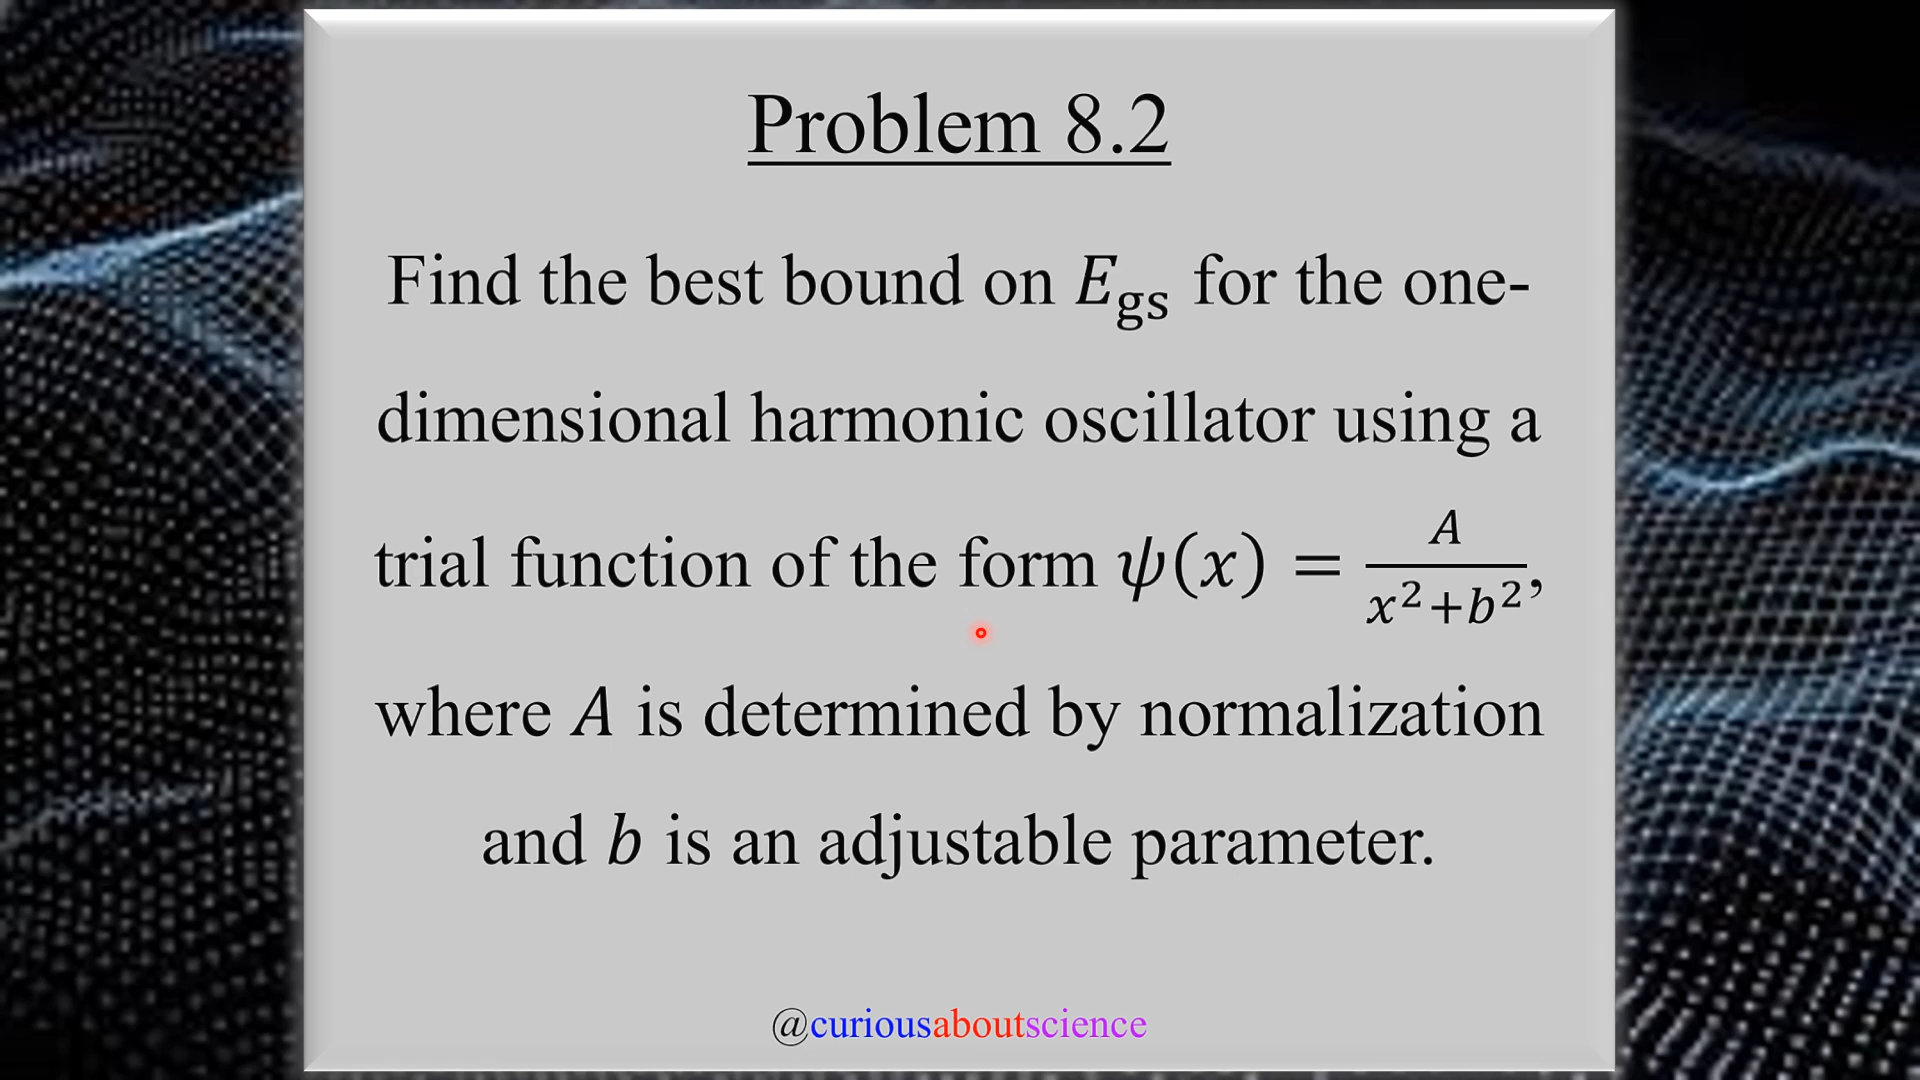 Problem 8.2
Find the best bound on E_gs for the one-
dimensional harmonic oscillator using a
trial function of the form ψ(x) = A/(x²+b²),
where A is determined by normalization
and b is an adjustable parameter.
@curiousaboutscience